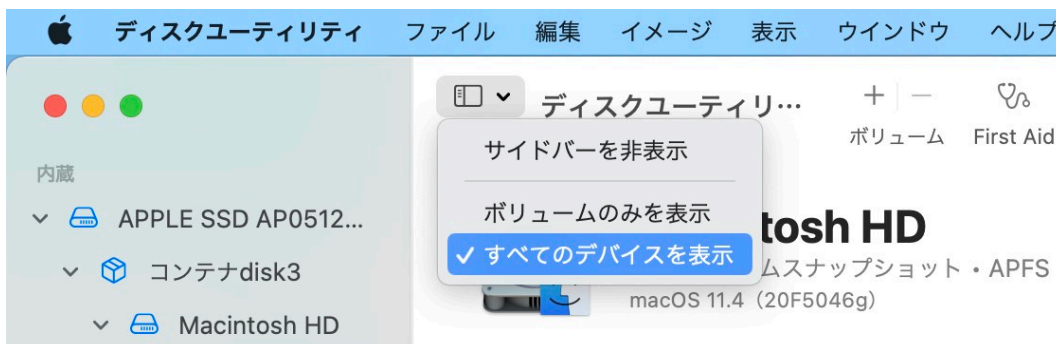 ディスクユーティリティ ファイル 編集 イメージ 表示 ウインドウ ヘルプ
ディスクユーティリ…
ボリューム First Aid
サイドバーを非表示
ボリュームのみを表示
すべてのデバイスを表示
内蔵
APPLE SSD AP0512...
コンテナdisk3
Macintosh HD
tosh HD
ムスナップショット • APFS
macOS 11.4（20F5046g）